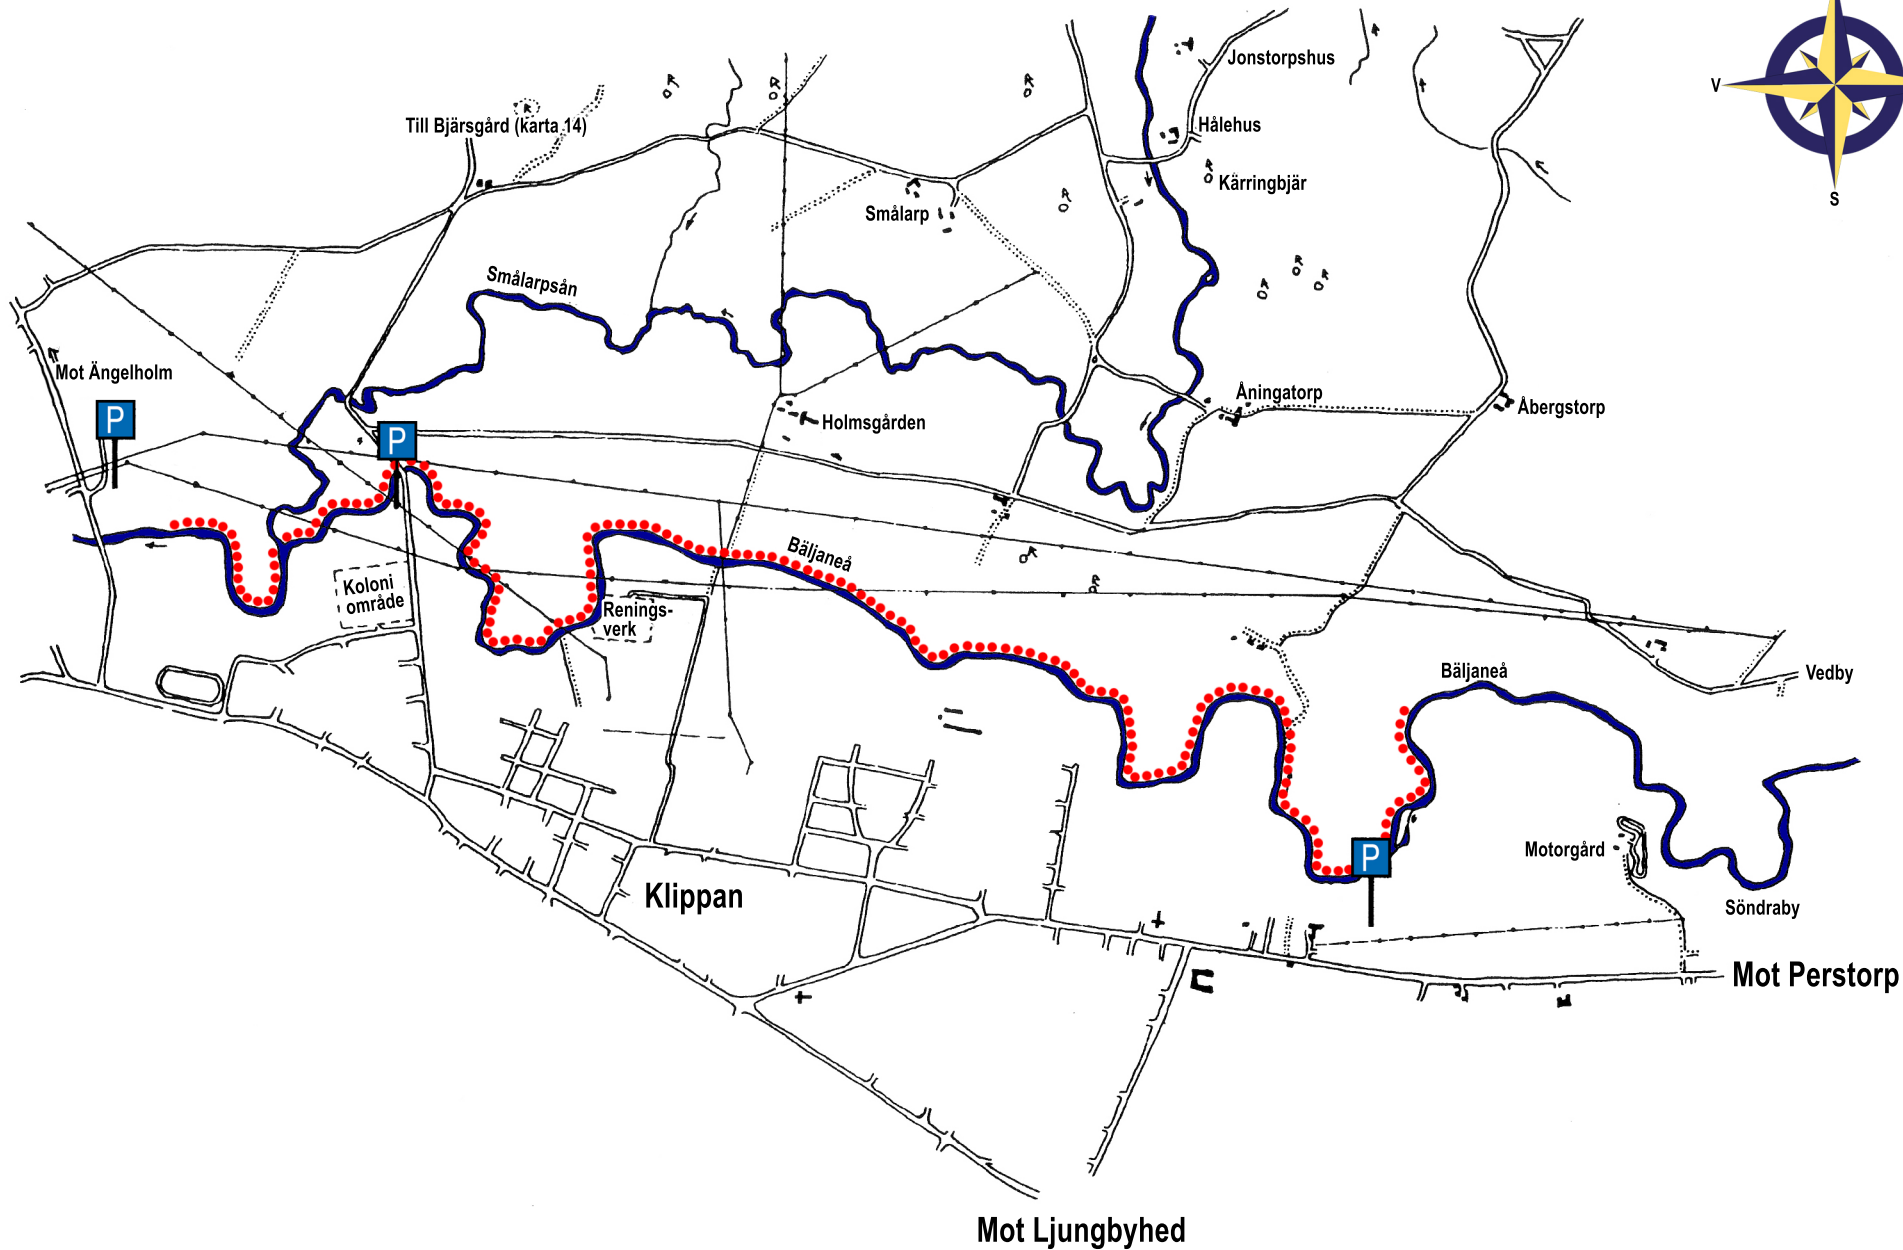 Jonstorpshus
V
Till Bjärsgård (karta 14)
Hålehus
Kärringbjär
S
Smålarp
Smålarpsån
Mot Ängelholm
Åningatorp
Åbergstorp
P
P
Holmsgården
Bäljaneå
Koloni
område
Renings-
verk
Bäljaneå
Vedby
P
Motorgård
Klippan
Söndraby
Mot Perstorp
Mot Ljungbyhed